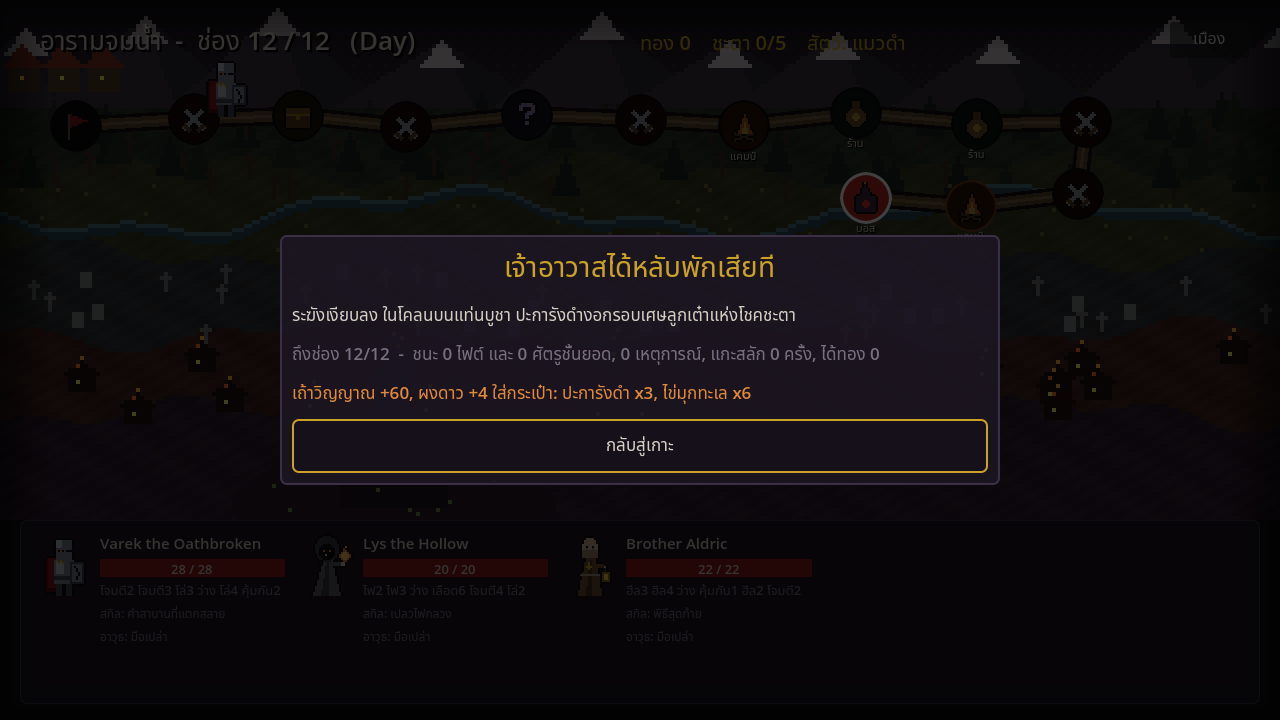 อารามจมน้ำ - ช่อง 12 / 12 (Day)
ทอง 0 ชะตา 0/5 สัตว์: แมวดำ
เมือง
แคมป์
ร้าน
ร้าน
บอส
เจ้าอาวาสได้หลับพักเสียที
ระฆังเงียบลง ในโคลนบนแท่นบูชา ปะการังดำงอกรอบเศษลูกเต๋าแห่งโชคชะตา
ถึงช่อง 12/12 - ชนะ 0 ไฟต์ และ 0 ศัตรูชั้นยอด, 0 เหตุการณ์, แกะสลัก 0 ครั้ง, ได้ทอง 0
เถ้าวิญญาณ +60, ผงดาว +4 ใส่กระเป๋า: ปะการังดำ x3, ไข่มุกทะเล x6
กลับสู่เกาะ
Varek the Oathbroken
28 / 28
โจมตี2 โจมตี3 โล่3 ว่าง โล่4 คุ้มกัน2
สกิล: คำสาบานที่แตกสลาย
อาวุธ: มือเปล่า
Lys the Hollow
20 / 20
ไฟ2 ไฟ3 ว่าง เลือด6 โจมตี4 โล่2
สกิล: เปลวไฟกลวง
อาวุธ: มือเปล่า
Brother Aldric
22 / 22
ฮีล3 ฮีล4 ว่าง คุ้มกัน1 ฮีล2 โจมตี2
สกิล: พิธีสุดท้าย
อาวุธ: มือเปล่า